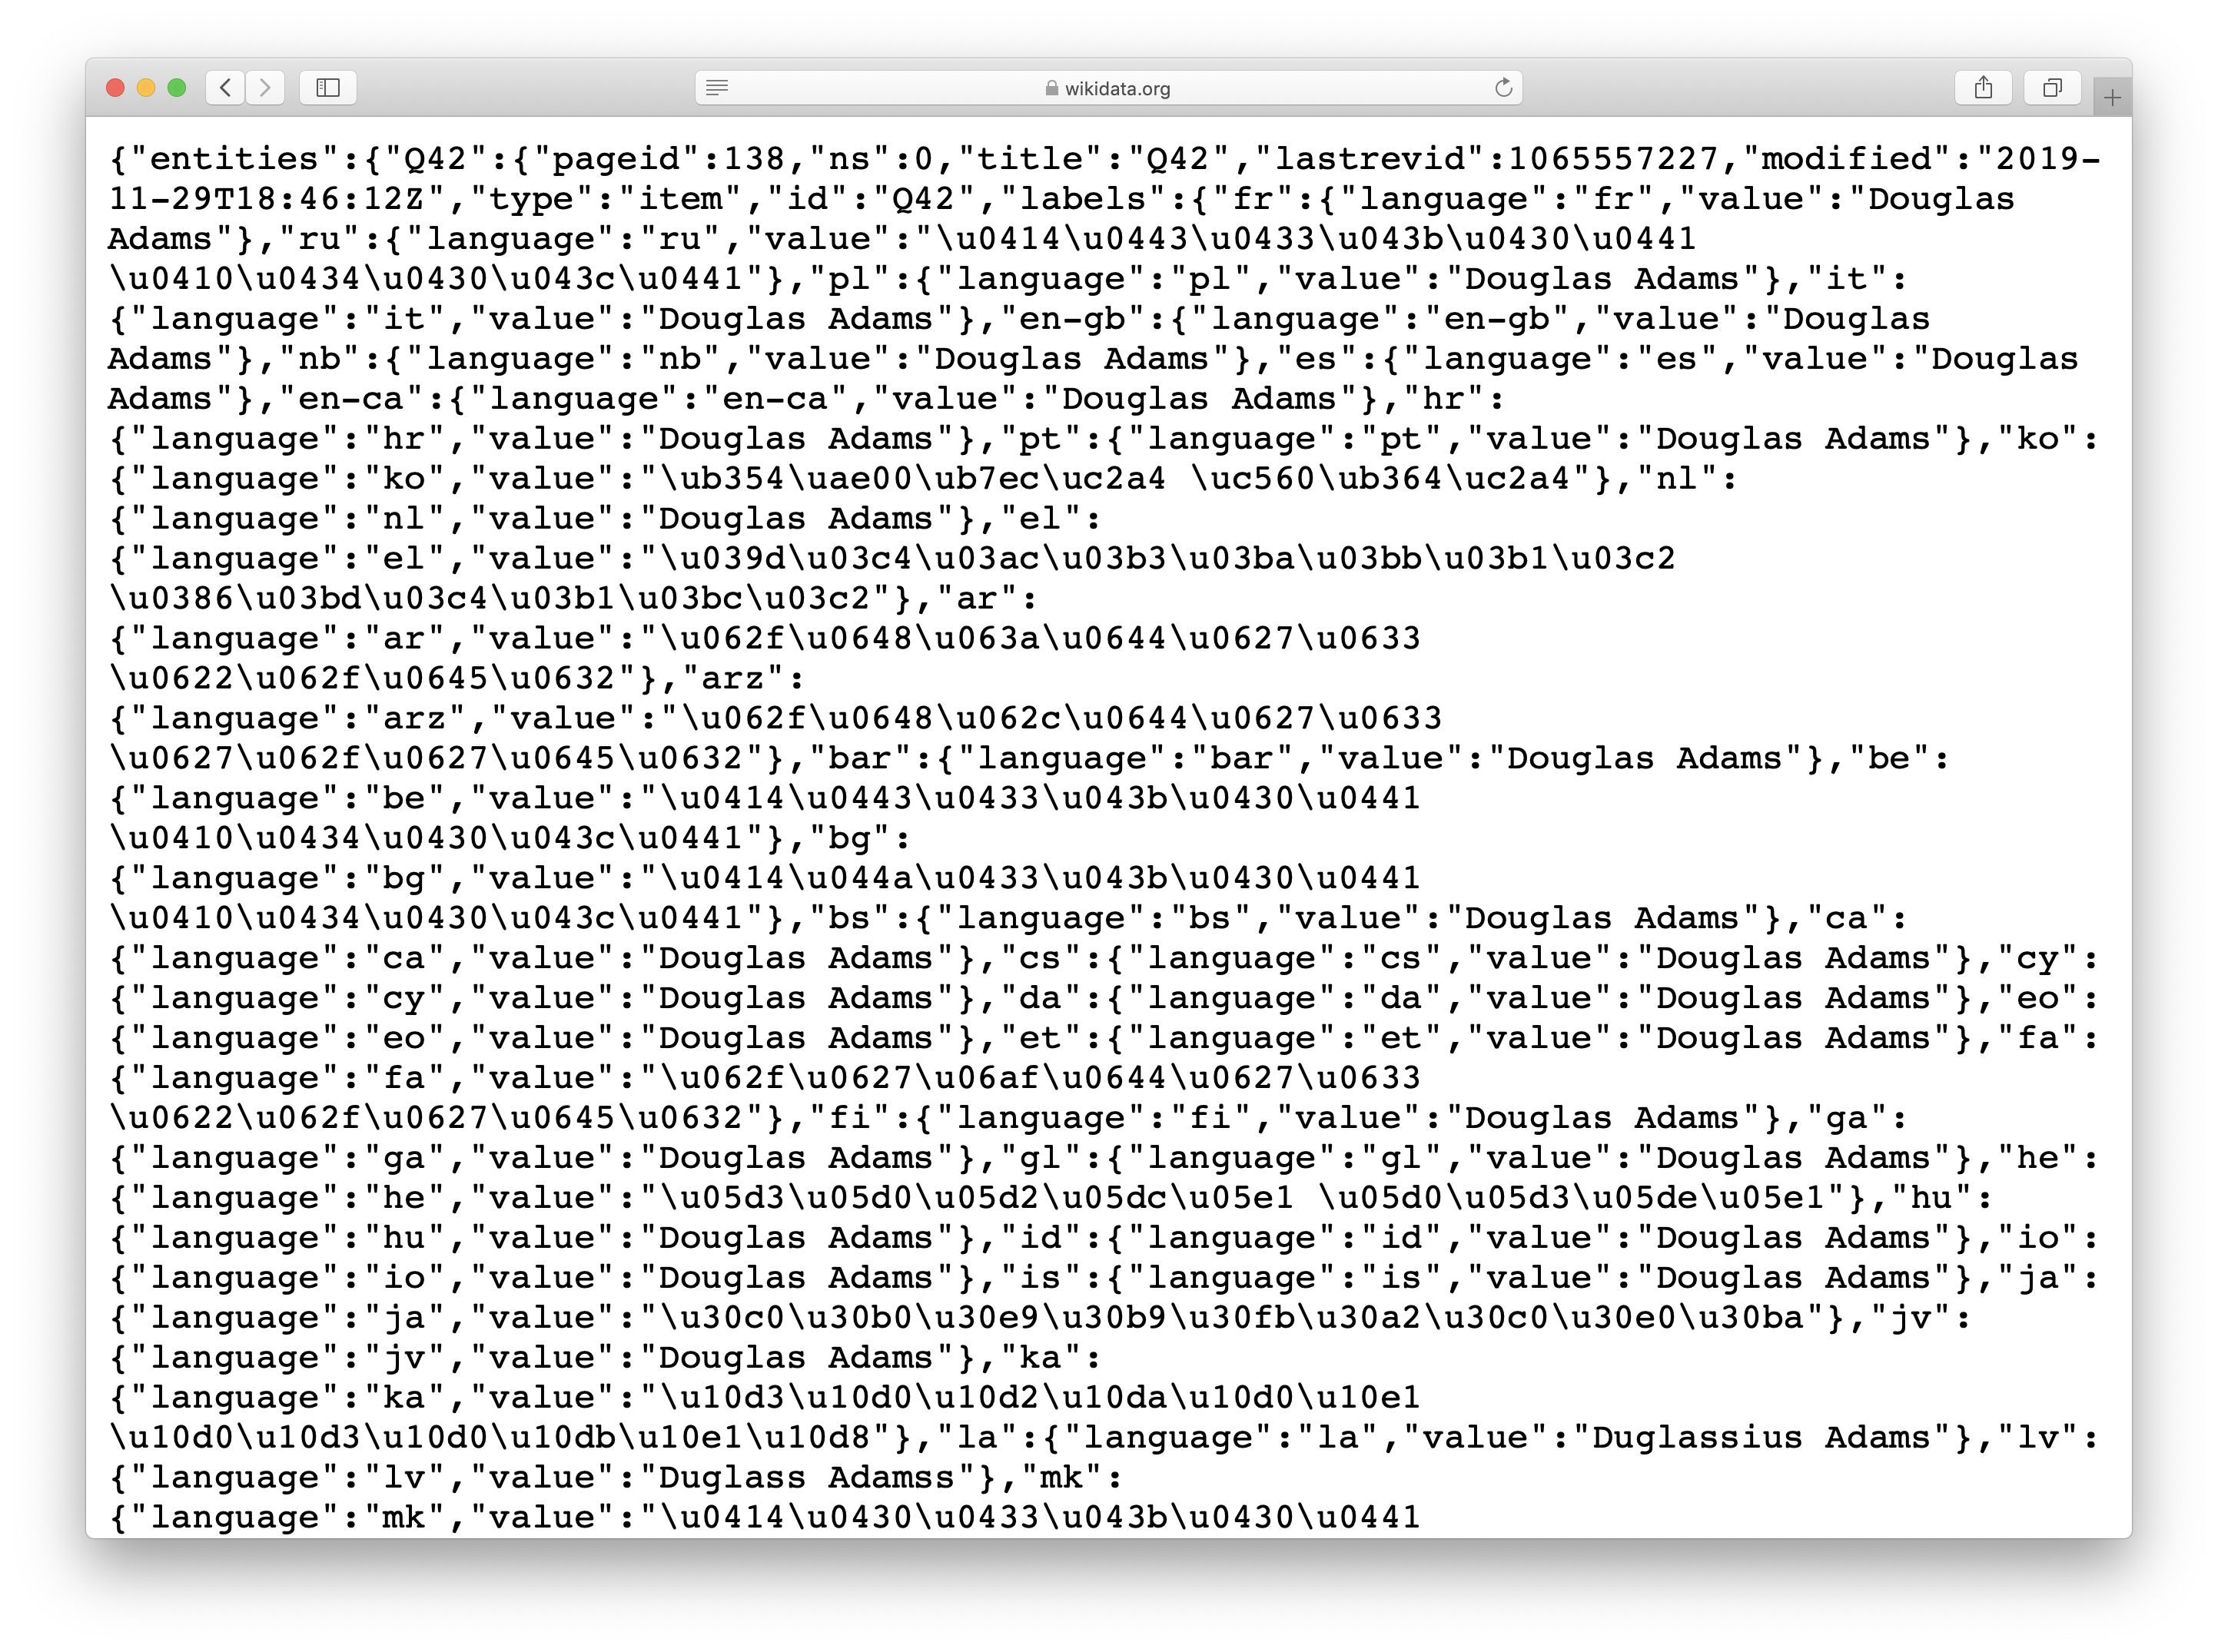 wikidata.org
{"entities":{"Q42":{"pageid":138,"ns":0,"title":"Q42","lastrevid":1065557227,"modified":"2019-
11-29T18:46:12Z","type":"item","id":"Q42","labels":{"fr":{"language":"fr","value":"Douglas
Adams"},"ru":{"language":"ru","value":"\u0414\u0443\u0433\u043b\u0430\u0441
\u0410\u0434\u0430\u043c\u0441"},"pl":{"language":"pl","value":"Douglas Adams"},"it":
{"language":"it","value":"Douglas Adams"},"en-gb":{"language":"en-gb","value":"Douglas
Adams"},"nb":{"language":"nb","value":"Douglas Adams"},"es":{"language":"es","value":"Douglas
Adams"},"en-ca":{"language":"en-ca","value":"Douglas Adams"},"hr":
{"language":"hr","value":"Douglas Adams"},"pt":{"language":"pt","value":"Douglas Adams"},"ko":
{"language":"ko","value":"\ub354\uae00\ub7ec\uc2a4 \uc560\ub364\uc2a4"},"nl":
{"language":"nl","value":"Douglas Adams"},"el":
{"language":"el","value":"\u039d\u03c4\u03ac\u03b3\u03ba\u03bb\u03b1\u03c2
\u0386\u03bd\u03c4\u03b1\u03bc\u03c2"},"ar":
{"language":"ar","value":"\u062f\u0648\u063a\u0644\u0627\u0633
\u0622\u062f\u0645\u0632"},"arz":
{"language":"arz","value":"\u062f\u0648\u062c\u0644\u0627\u0633
\u0627\u062f\u0627\u0645\u0632"},"bar":{"language":"bar","value":"Douglas Adams"},"be":
{"language":"be","value":"\u0414\u0443\u0433\u043b\u0430\u0441
\u0410\u0434\u0430\u043c\u0441"},"bg":
{"language":"bg","value":"\u0414\u044a\u0433\u043b\u0430\u0441
\u0410\u0434\u0430\u043c\u0441"},"bs":{"language":"bs","value":"Douglas Adams"},"ca":
{"language":"ca","value":"Douglas Adams"},"cs":{"language":"cs","value":"Douglas Adams"},"cy":
{"language":"cy","value":"Douglas Adams"},"da":{"language":"da","value":"Douglas Adams"},"eo":
{"language":"eo","value":"Douglas Adams"},"et":{"language":"et","value":"Douglas Adams"},"fa":
{"language":"fa","value":"\u062f\u0627\u06af\u0644\u0627\u0633
\u0622\u062f\u0627\u0645\u0632"},"fi":{"language":"fi","value":"Douglas Adams"},"ga":
{"language":"ga","value":"Douglas Adams"},"gl":{"language":"gl","value":"Douglas Adams"},"he":
{"language":"he","value":"\u05d3\u05d0\u05d2\u05dc\u05e1 \u05d0\u05d3\u05de\u05e1"},"hu":
{"language":"hu","value":"Douglas Adams"},"id":{"language":"id","value":"Douglas Adams"},"io":
{"language":"io","value":"Douglas Adams"},"is":{"language":"is","value":"Douglas Adams"},"ja":
{"language":"ja","value":"\u30c0\u30b0\u30e9\u30b9\u30fb\u30a2\u30c0\u30e0\u30ba"},"jv":
{"language":"jv","value":"Douglas Adams"},"ka":
{"language":"ka","value":"\u10d3\u10d0\u10d2\u10da\u10d0\u10e1
\u10d0\u10d3\u10d0\u10db\u10e1\u10d8"},"la":{"language":"la","value":"Duglassius Adams"},"lv":
{"language":"lv","value":"Duglass Adamss"},"mk":
{"language":"mk","value":"\u0414\u0430\u0433\u043b\u0430\u0441